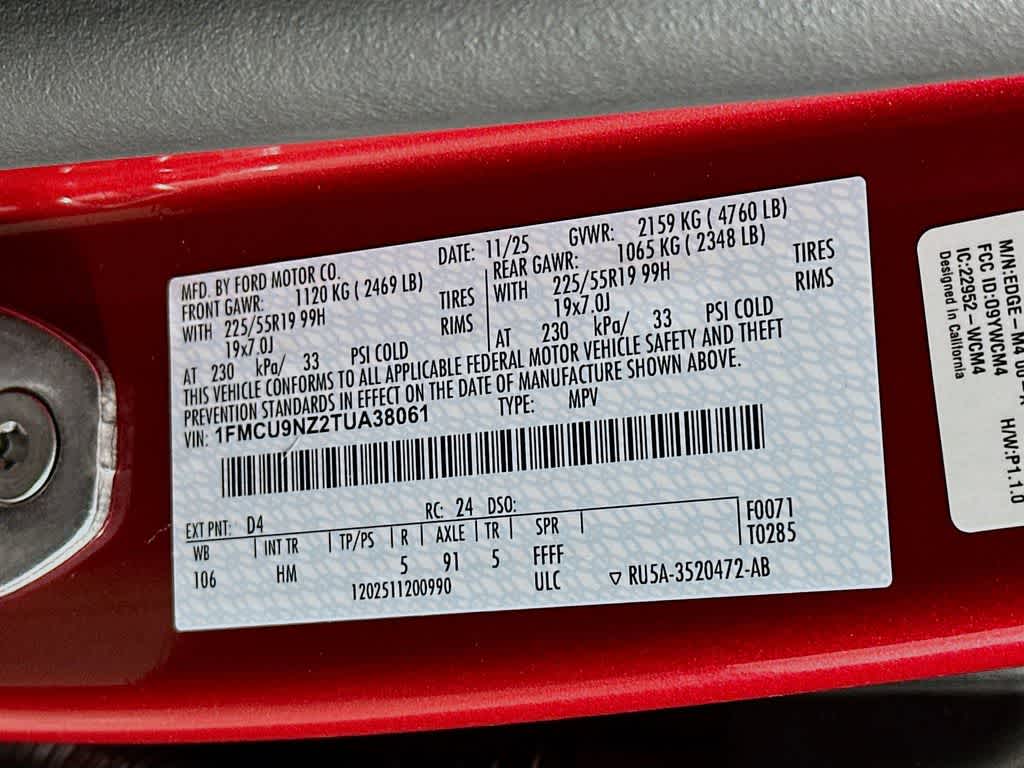 MFD. BY FORD MOTOR CO.
DATE: 11/25
GVWR: 2159 KG ( 4760 LB)
FRONT GAWR: 1120 KG ( 2469 LB)
WITH 225/55R19 99H TIRES
19x7.0J RIMS
AT 230 kPa/ 33 PSI COLD
REAR GAWR: 1065 KG ( 2348 LB)
WITH 225/55R19 99H TIRES
19x7.0J RIMS
AT 230 kPa/ 33 PSI COLD
THIS VEHICLE CONFORMS TO ALL APPLICABLE FEDERAL MOTOR VEHICLE SAFETY AND THEFT
PREVENTION STANDARDS IN EFFECT ON THE DATE OF MANUFACTURE SHOWN ABOVE.
VIN: 1FMCU9NZ2TUA38061 TYPE: MPV
EXT PNT: D4 RC: 24 DSO:
F0071
T0285
WB INT TR TP/PS R AXLE TR SPR
106 HM 5 91 5 FFFF
1202511200990 ULC RU5A-3520472-AB
M/N:EDGE-M4
FCC ID:O9YWCM4
IC:22952-WCM4
Designed in California
H/W:P1.1.0